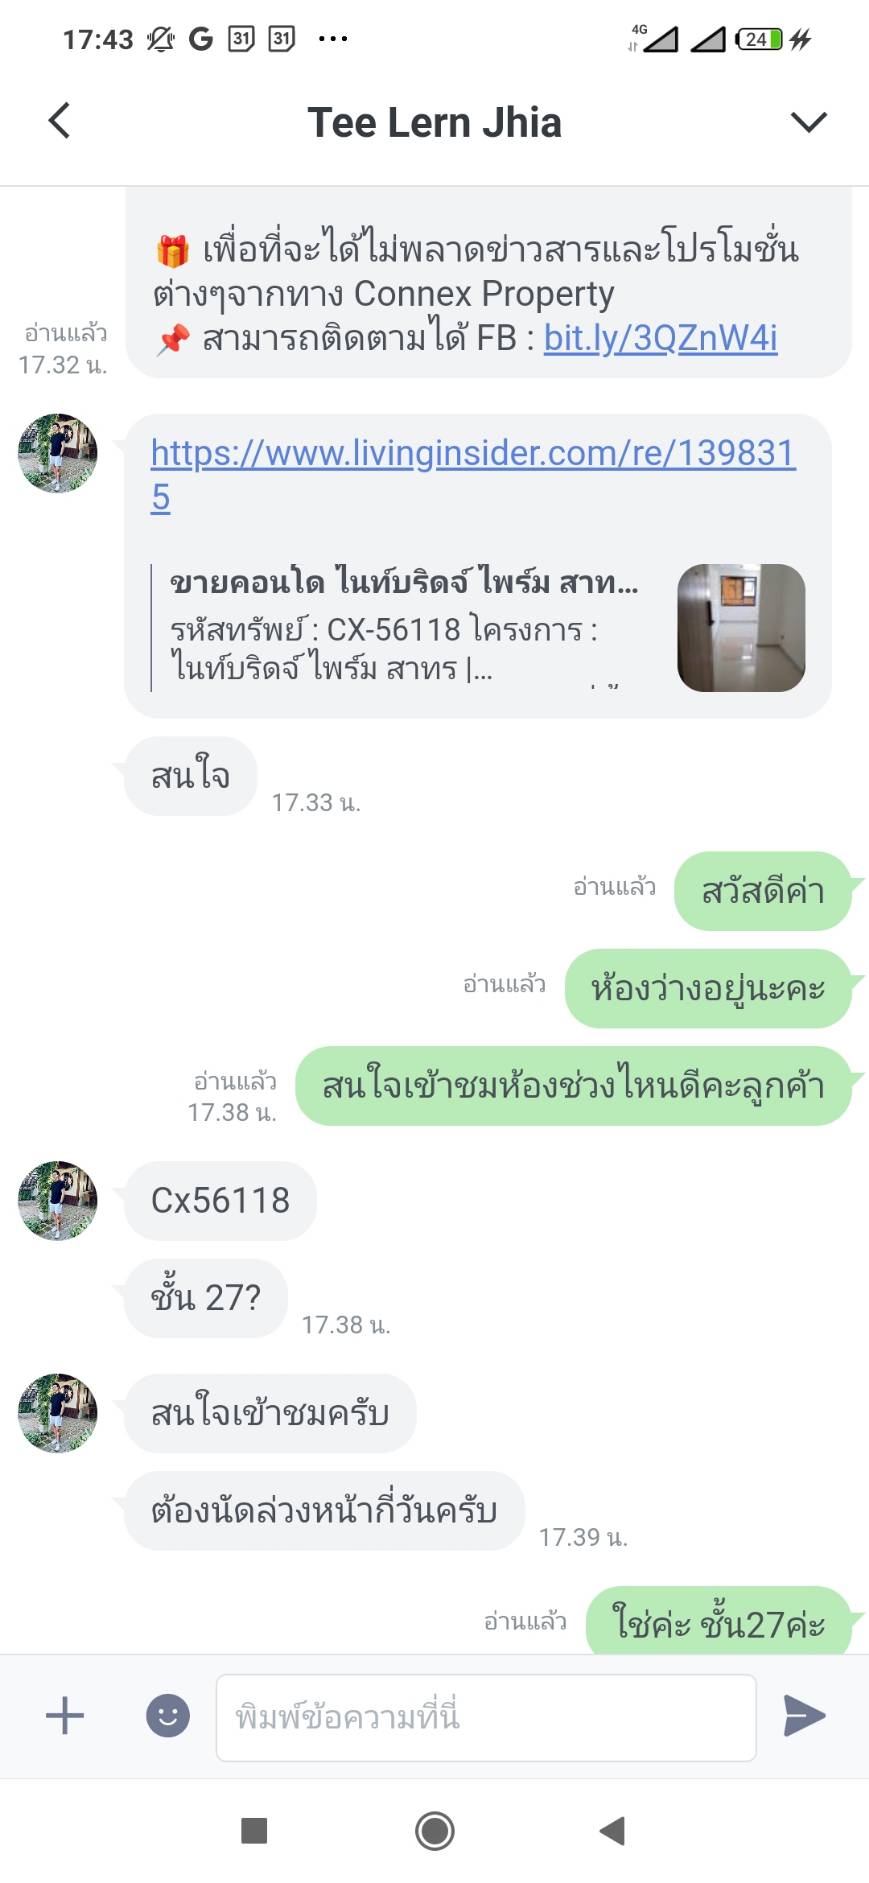 17:43
31
31
4G
24
Tee Lern Jhia
🎁 เพื่อที่จะได้ไม่พลาดข่าวสารและโปรโมชั่น
ต่างๆจากทาง Connex Property
📌 สามารถติดตามได้ FB : bit.ly/3QZnW4i
อ่านแล้ว
17.32 น.
https://www.livinginsider.com/re/139831
5
ขายคอนโด ไนท์บริดจ์ ไพร์ม สาท...
รหัสทรัพย์ : CX-56118 โครงการ :
ไนท์บริดจ์ ไพร์ม สาทร |...
สนใจ
17.33 น.
อ่านแล้ว
สวัสดีค่า
อ่านแล้ว
ห้องว่างอยู่นะคะ
อ่านแล้ว
17.38 น.
สนใจเข้าชมห้องช่วงไหนดีคะลูกค้า
Cx56118
ชั้น 27?
17.38 น.
สนใจเข้าชมครับ
ต้องนัดล่วงหน้ากี่วันครับ
17.39 น.
อ่านแล้ว
ใช่ค่ะ ชั้น27ค่ะ
พิมพ์ข้อความที่นี่